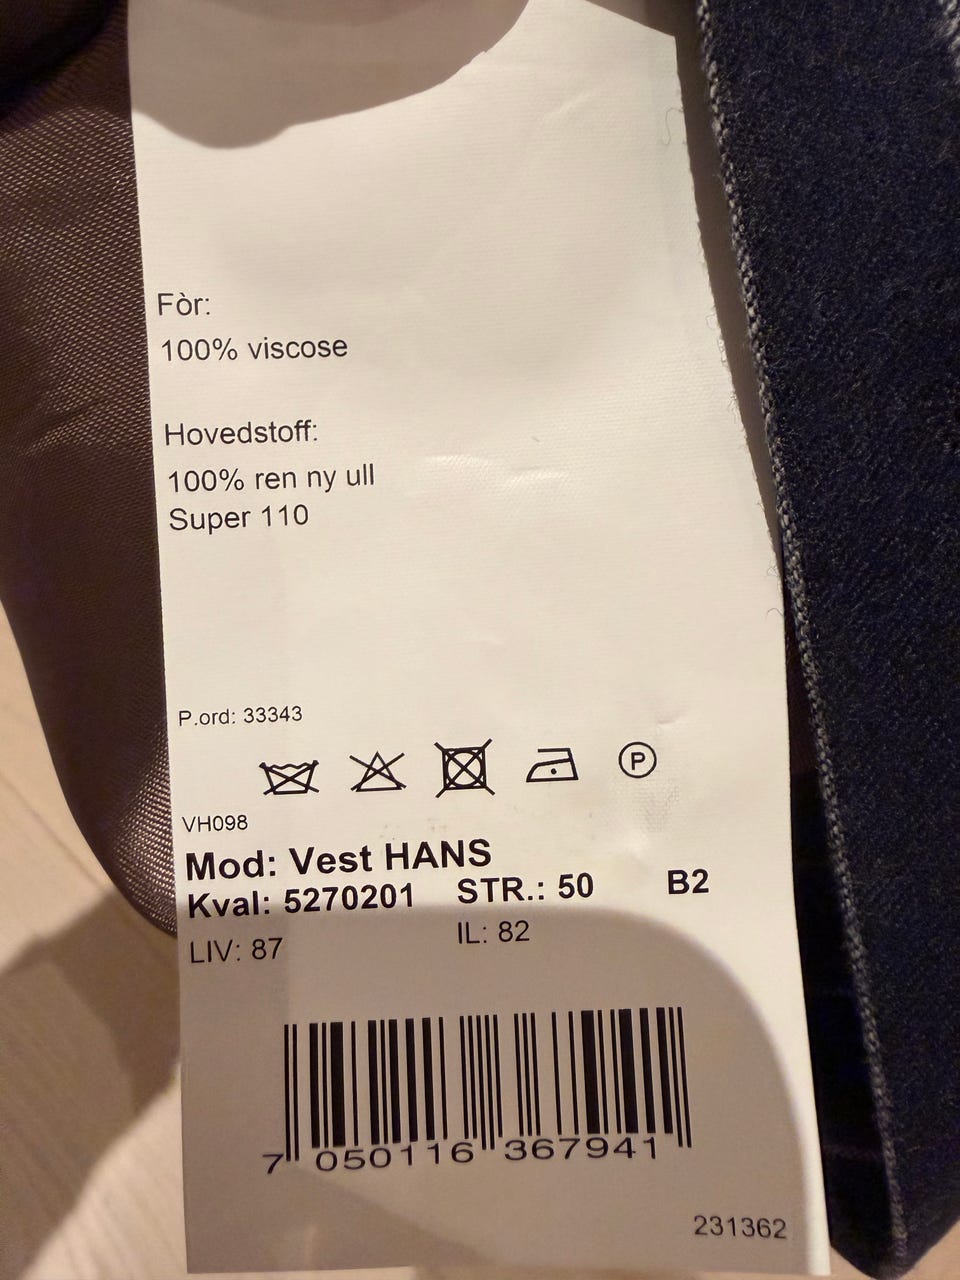 Fòr:
100% viscose
Hovedstoff:
100% ren ny ull
Super 110
P.ord: 33343
P
VH098
Mod: Vest HANS
Kval: 5270201 STR.: 50 B2
LIV: 87 IL: 82
7 050116 367941
231362